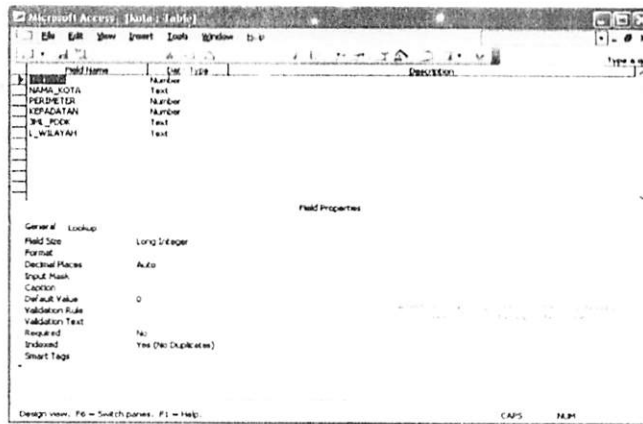 Microsoft Access - [kota : Table]
File Edit View Insert Tools Window
Field Name Description
Number
NAMA_KOTA Text
PERIMETER Number
KEPADATAN Number
JML_PDDK Text
L_WILAYAH Text
Field Properties
General Lookup
Field Size Long Integer
Format
Decimal Places Auto
Input Mask
Caption
Default Value 0
Validation Rule
Validation Text
Required No
Indexed Yes (No Duplicates)
Smart Tags
Design view. F6 = Switch panes. F1 = Help. CAPS NUM